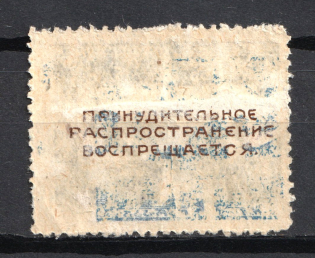 ПРИНУДИТЕЛЬНОЕ
РАСПРОСТРАНЕНИЕ
ВОСПРЕЩАЕТСЯ.